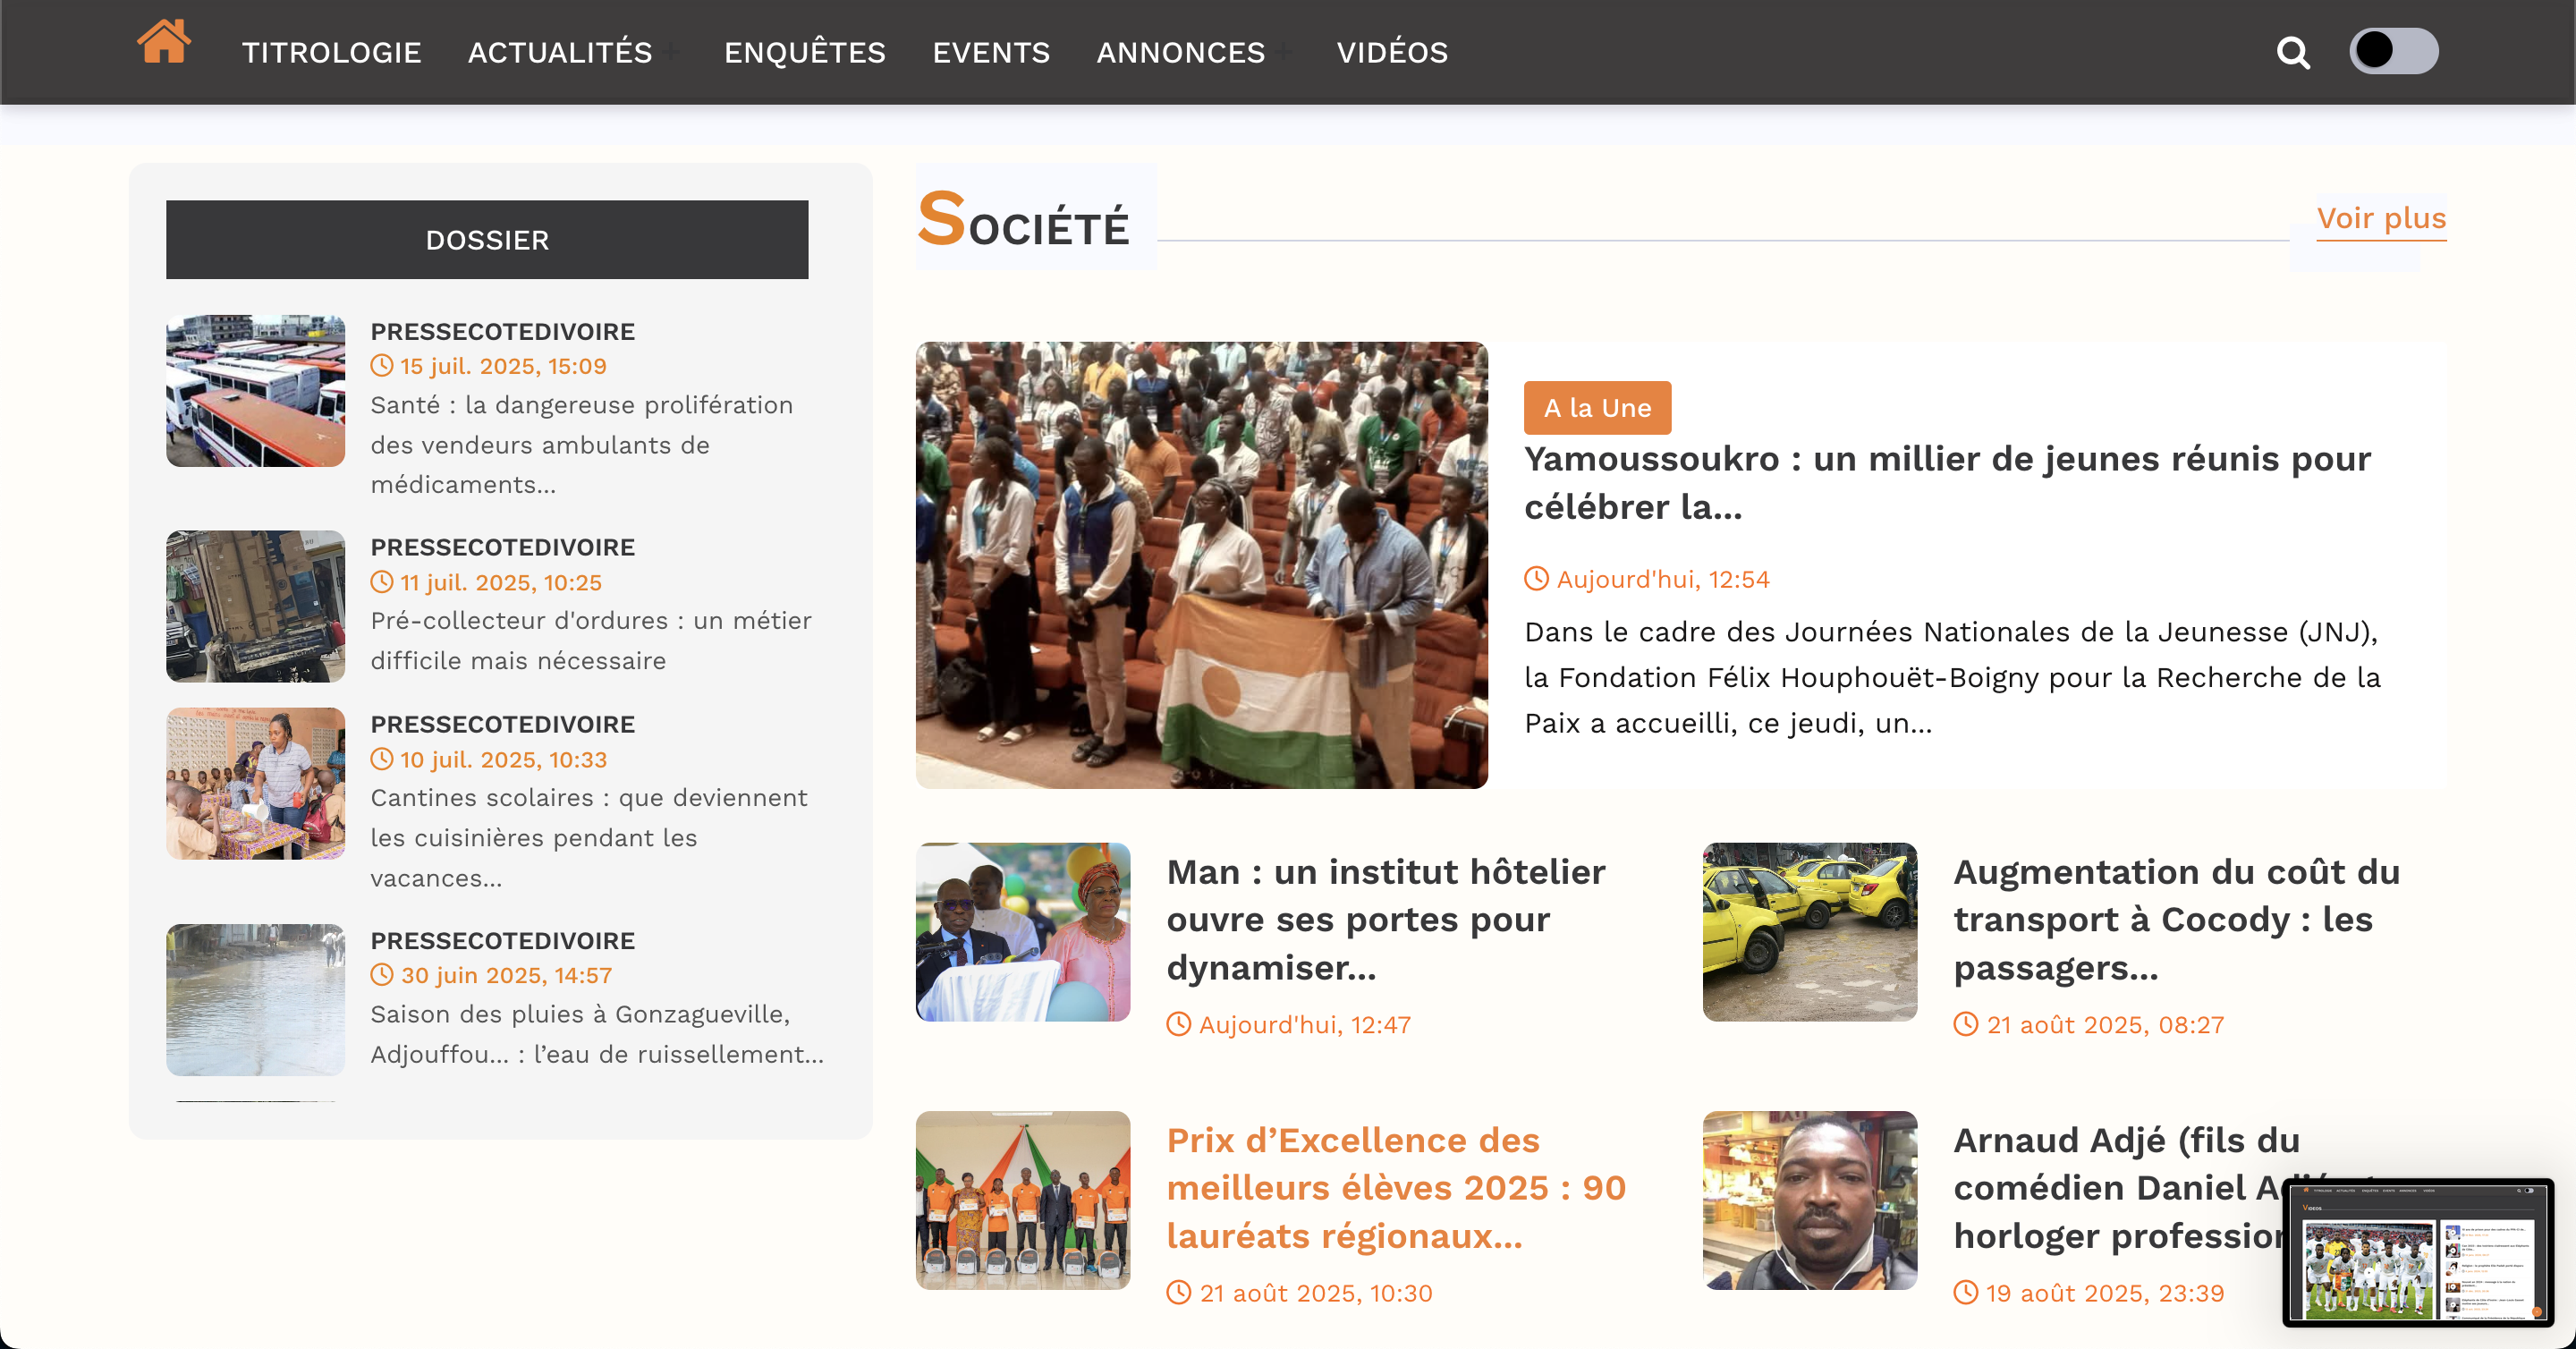 TITROLOGIE ACTUALITÉS + ENQUÊTES EVENTS ANNONCES + VIDÉOS
DOSSIER
PRESSECOTEDIVOIRE
15 juil. 2025, 15:09
Santé : la dangereuse prolifération
des vendeurs ambulants de
médicaments...
PRESSECOTEDIVOIRE
11 juil. 2025, 10:25
Pré-collecteur d'ordures : un métier
difficile mais nécessaire
PRESSECOTEDIVOIRE
10 juil. 2025, 10:33
Cantines scolaires : que deviennent
les cuisinières pendant les
vacances...
PRESSECOTEDIVOIRE
30 juin 2025, 14:57
Saison des pluies à Gonzagueville,
Adjouffou... : l’eau de ruissellement...
SOCIÉTÉ
Voir plus
A la Une
Yamoussoukro : un millier de jeunes réunis pour
célébrer la...
Aujourd'hui, 12:54
Dans le cadre des Journées Nationales de la Jeunesse (JNJ),
la Fondation Félix Houphouët-Boigny pour la Recherche de la
Paix a accueilli, ce jeudi, un...
Man : un institut hôtelier
ouvre ses portes pour
dynamiser...
Aujourd'hui, 12:47
Augmentation du coût du
transport à Cocody : les
passagers...
21 août 2025, 08:27
Prix d’Excellence des
meilleurs élèves 2025 : 90
lauréats régionaux...
21 août 2025, 10:30
Arnaud Adjé (fils du
comédien Daniel
horloger
19 août 2025, 23:39